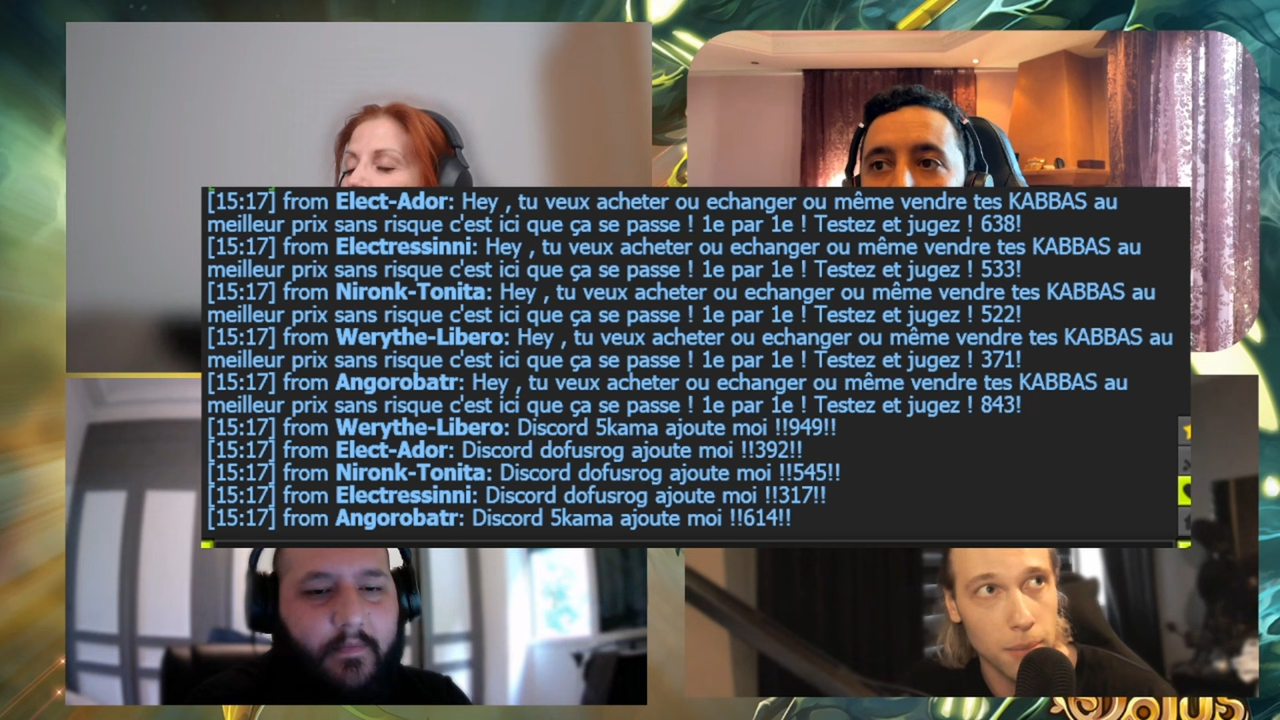 [15:17] from Elect-Ador: Hey , tu veux acheter ou echanger ou même vendre tes KABBAS au
meilleur prix sans risque c'est ici que ça se passe ! 1e par 1e ! Testez et jugez ! 638!
[15:17] from Electressinni: Hey , tu veux acheter ou echanger ou même vendre tes KABBAS au
meilleur prix sans risque c'est ici que ça se passe ! 1e par 1e ! Testez et jugez ! 533!
[15:17] from Nironk-Tonita: Hey , tu veux acheter ou echanger ou même vendre tes KABBAS au
meilleur prix sans risque c'est ici que ça se passe ! 1e par 1e ! Testez et jugez ! 522!
[15:17] from Werythe-Libero: Hey , tu veux acheter ou echanger ou même vendre tes KABBAS au
meilleur prix sans risque c'est ici que ça se passe ! 1e par 1e ! Testez et jugez ! 371!
[15:17] from Angorobatr: Hey , tu veux acheter ou echanger ou même vendre tes KABBAS au
meilleur prix sans risque c'est ici que ça se passe ! 1e par 1e ! Testez et jugez ! 843!
[15:17] from Werythe-Libero: Discord 5kama ajoute moi !!949!!
[15:17] from Elect-Ador: Discord dofusrog ajoute moi !!392!!
[15:17] from Nironk-Tonita: Discord dofusrog ajoute moi !!545!!
[15:17] from Electressinni: Discord dofusrog ajoute moi !!317!!
[15:17] from Angorobatr: Discord 5kama ajoute moi !!614!!